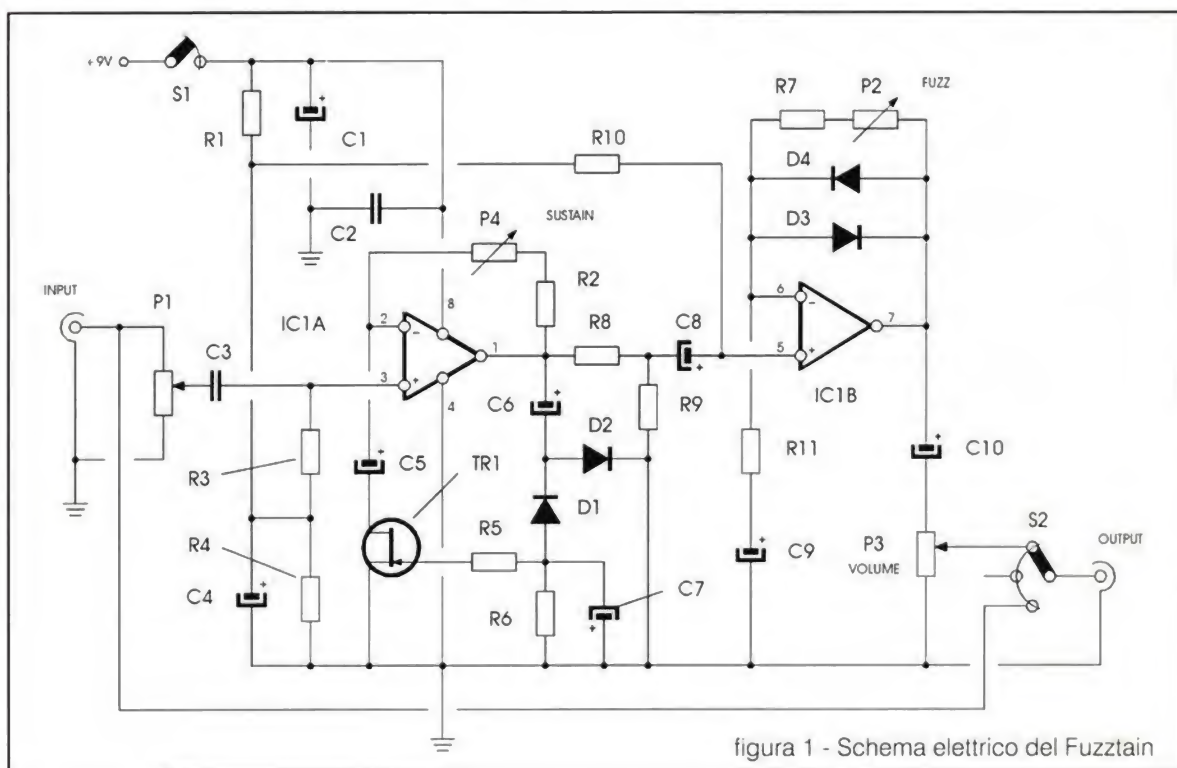 +9V
S1
R1
C1
R10
R7
P2
FUZZ
D4
D3
C2
P4
SUSTAIN
INPUT
P1
IC1A
C3
8
2
-
3
+
1
4
R2
R8
C8
+
6
-
5
+
7
IC1B
C6
+
D2
R9
R3
C5
+
TR1
D1
R11
C10
+
R5
R4
C4
+
R6
C7
+
C9
+
P3
VOLUME
S2
OUTPUT
figura 1 - Schema elettrico del Fuzztain